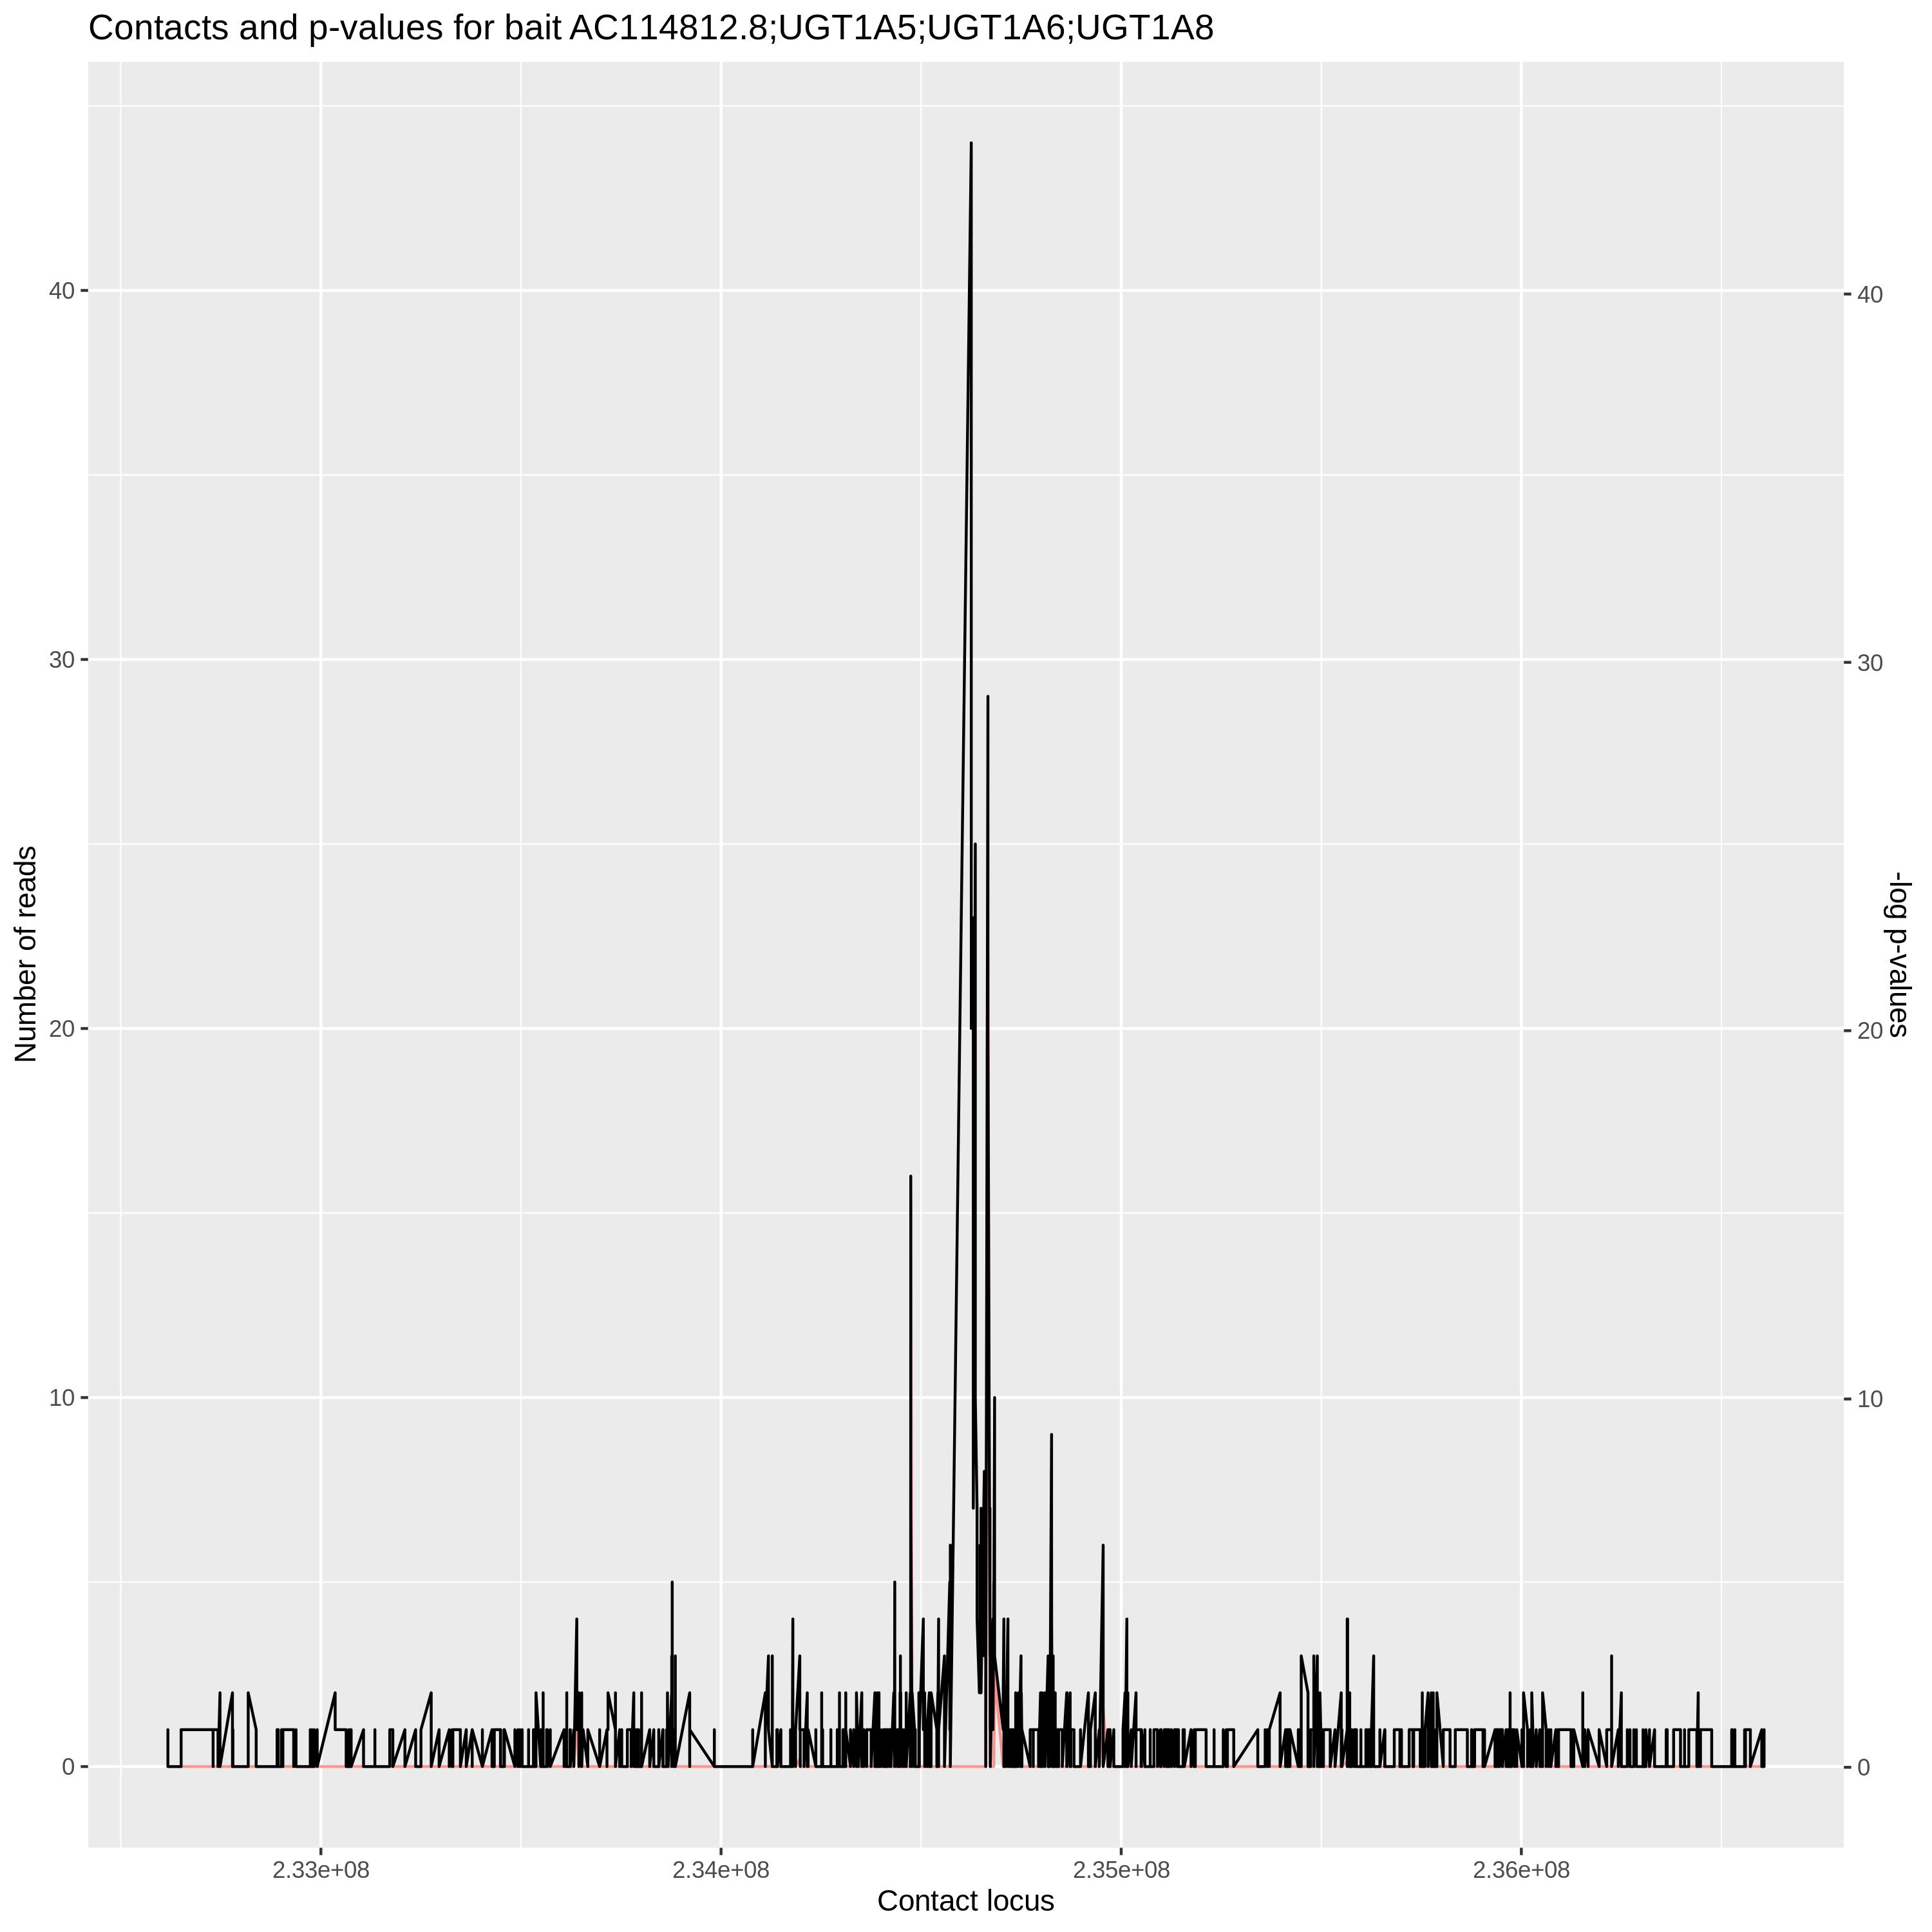 Contacts and p-values for bait AC114812.8;UGT1A5;UGT1A6;UGT1A8
40
30
20
10
0
Number of reads
40
30
20
10
0
-log p-values
2.33e+08
2.34e+08
2.35e+08
2.36e+08
Contact locus